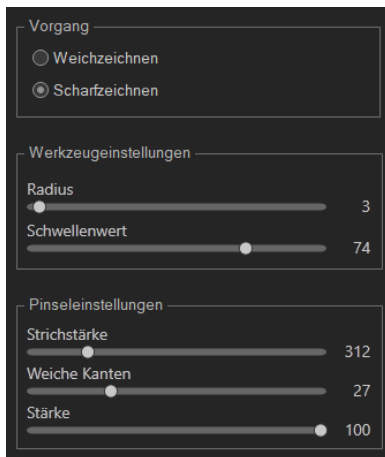 Vorgang
Weichzeichnen
Scharfzeichnen
Werkzeugeinstellungen
Radius
3
Schwellenwert
74
Pinseleinstellungen
Strichstärke
312
Weiche Kanten
27
Stärke
100